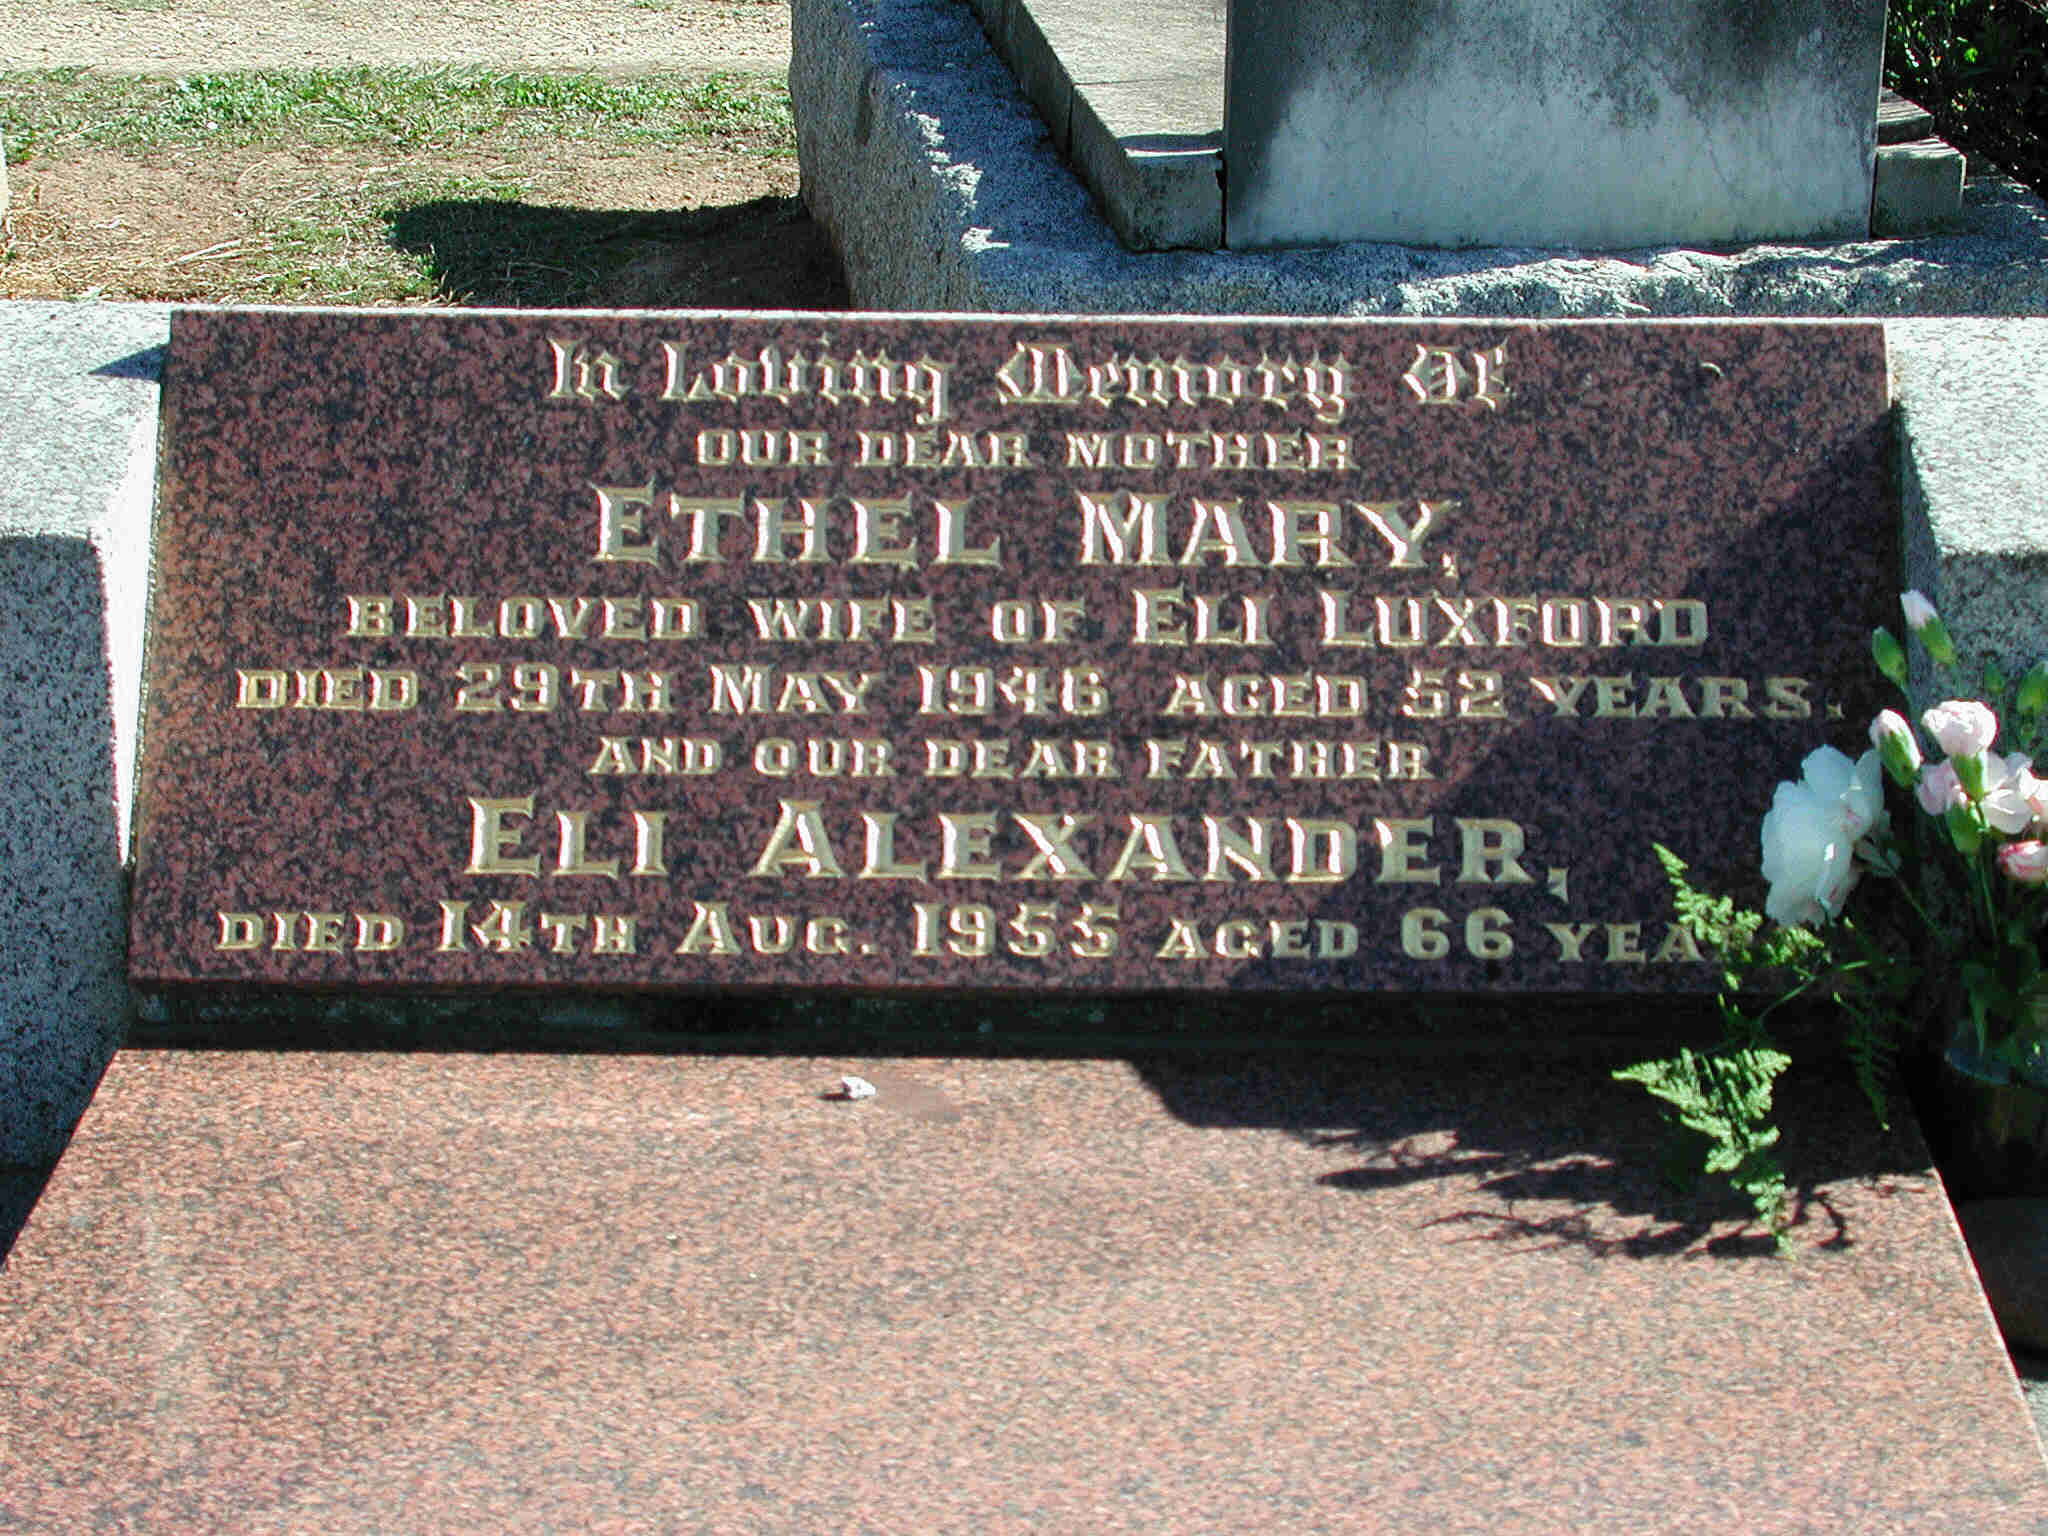 In Loving Memory Of
OUR DEAR MOTHER
ETHEL MARY,
BELOVED WIFE OF ELI LUXFORD
DIED 29TH MAY 1946 AGED 52 YEARS.
AND OUR DEAR FATHER
ELI ALEXANDER,
DIED 14TH AUG. 1955 AGED 66 YEA